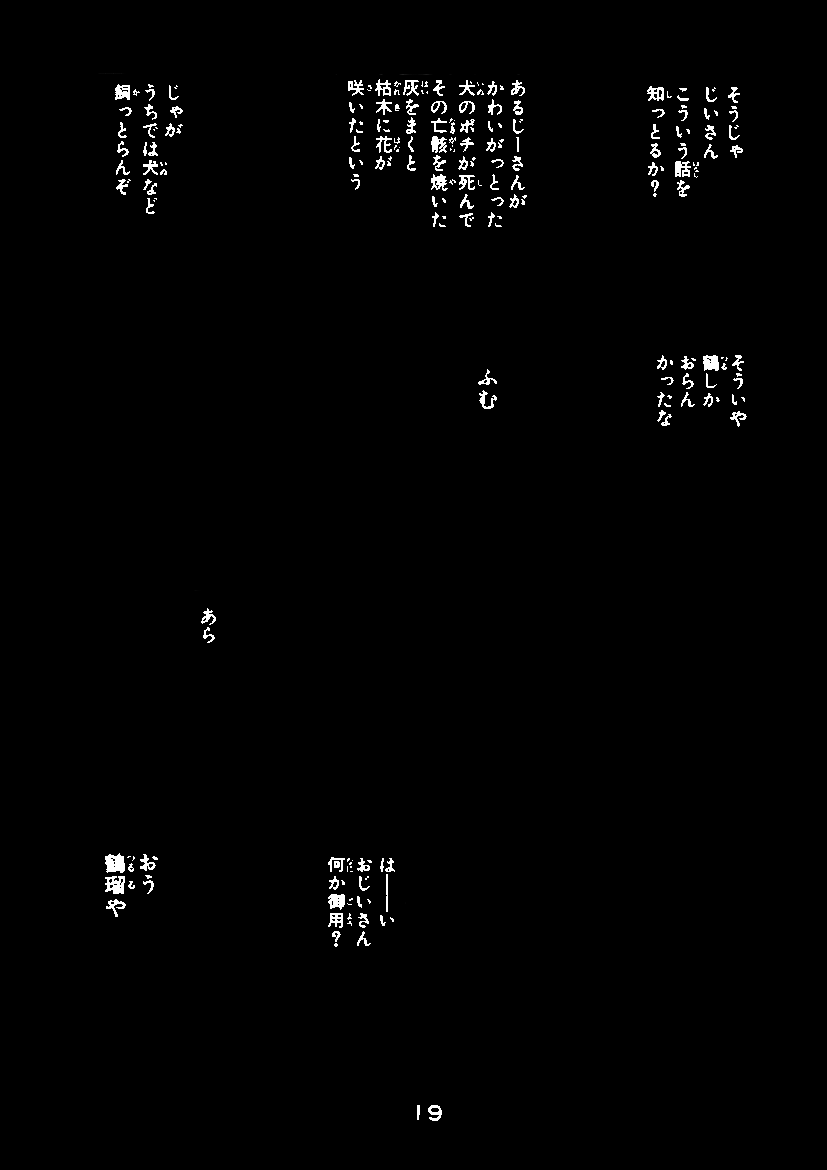 そうじゃ
じいさん
こういう話を
知っとるか？
あるじーさんが
かわいがっとった
犬のポチが死んで
その亡骸を焼いた
灰をまくと
枯木に花が
咲いたという
じゃが
うちでは犬など
飼っとらんぞ
そういや
鶴しか
おらん
かったな
ふむ
あら
は──い
おじいさん
何か御用？
おう
鶴瑠や
19